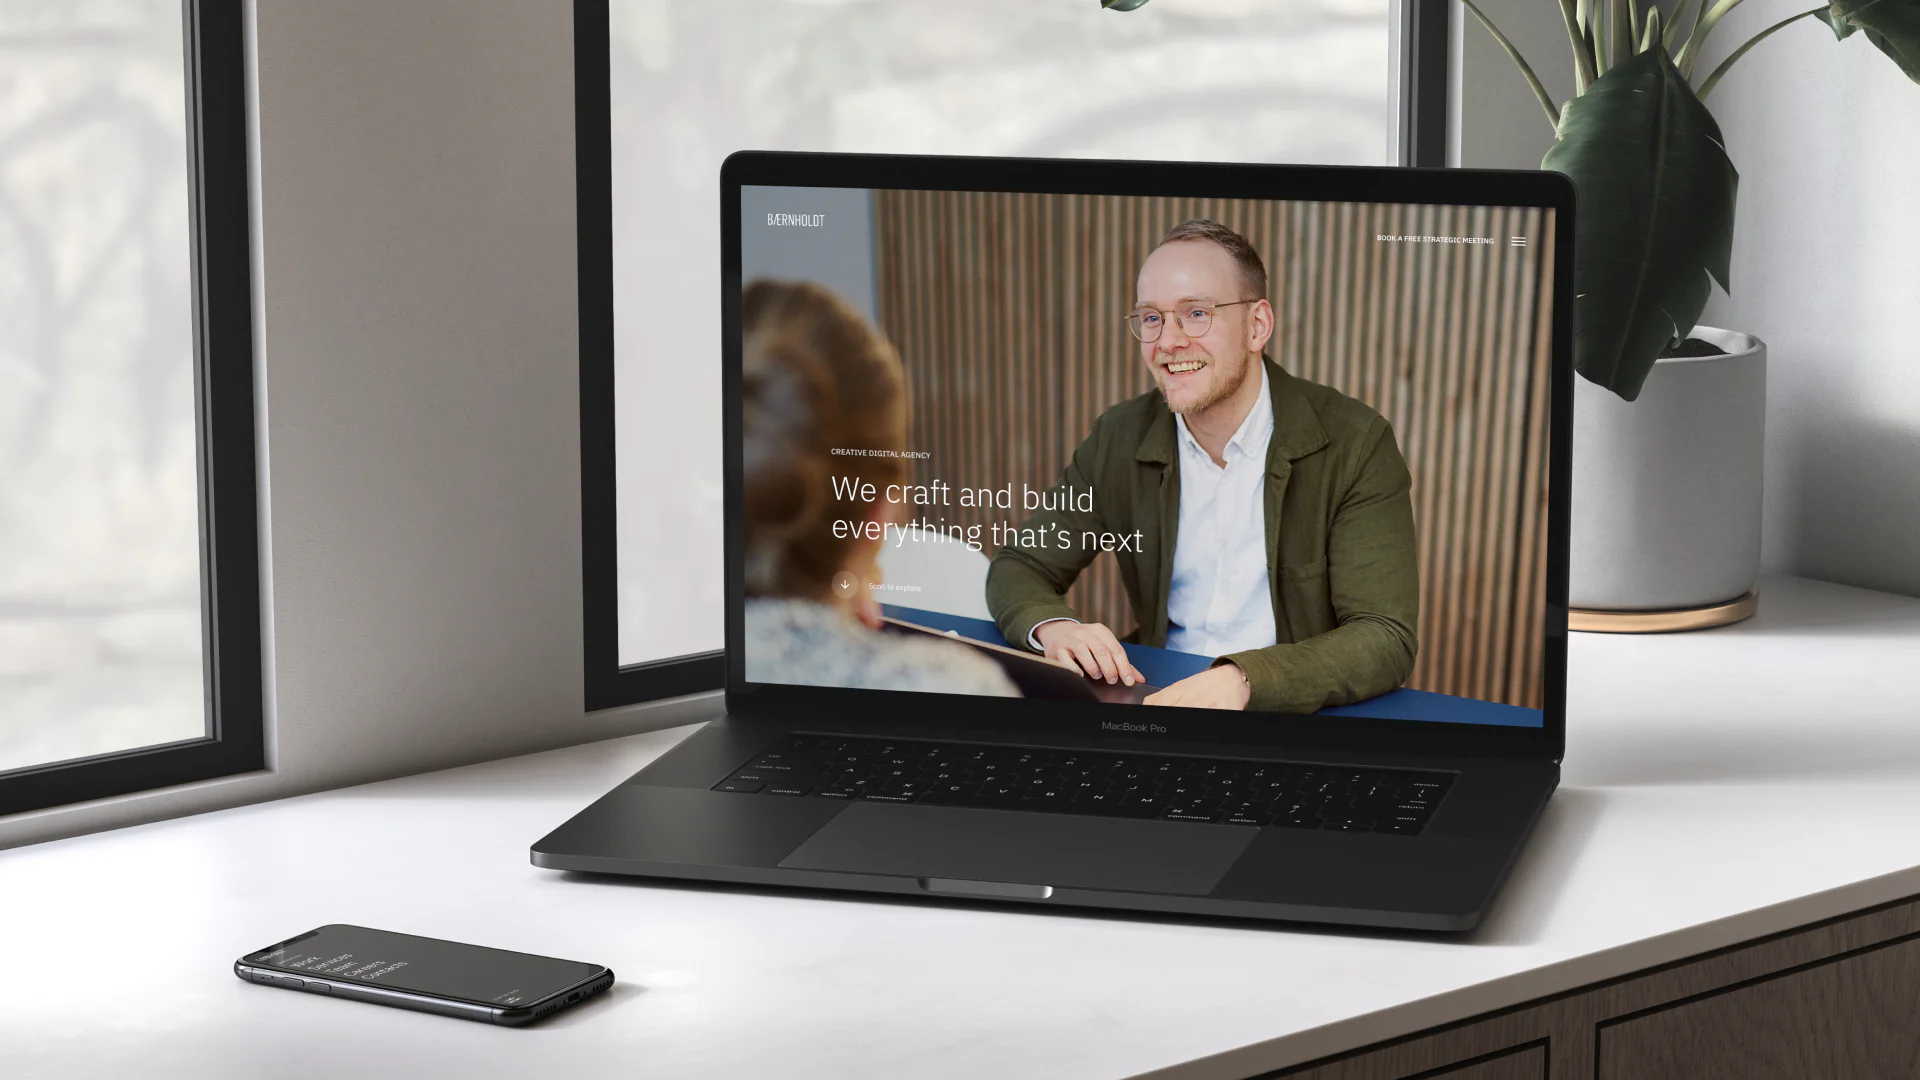 BÆRNHOLDT
BOOK A FREE STRATEGIC MEETING
CREATIVE DIGITAL AGENCY
We craft and build
everything that’s next
Scroll to explore
MacBook Pro
Work
Services
Team
Careers
Contacts